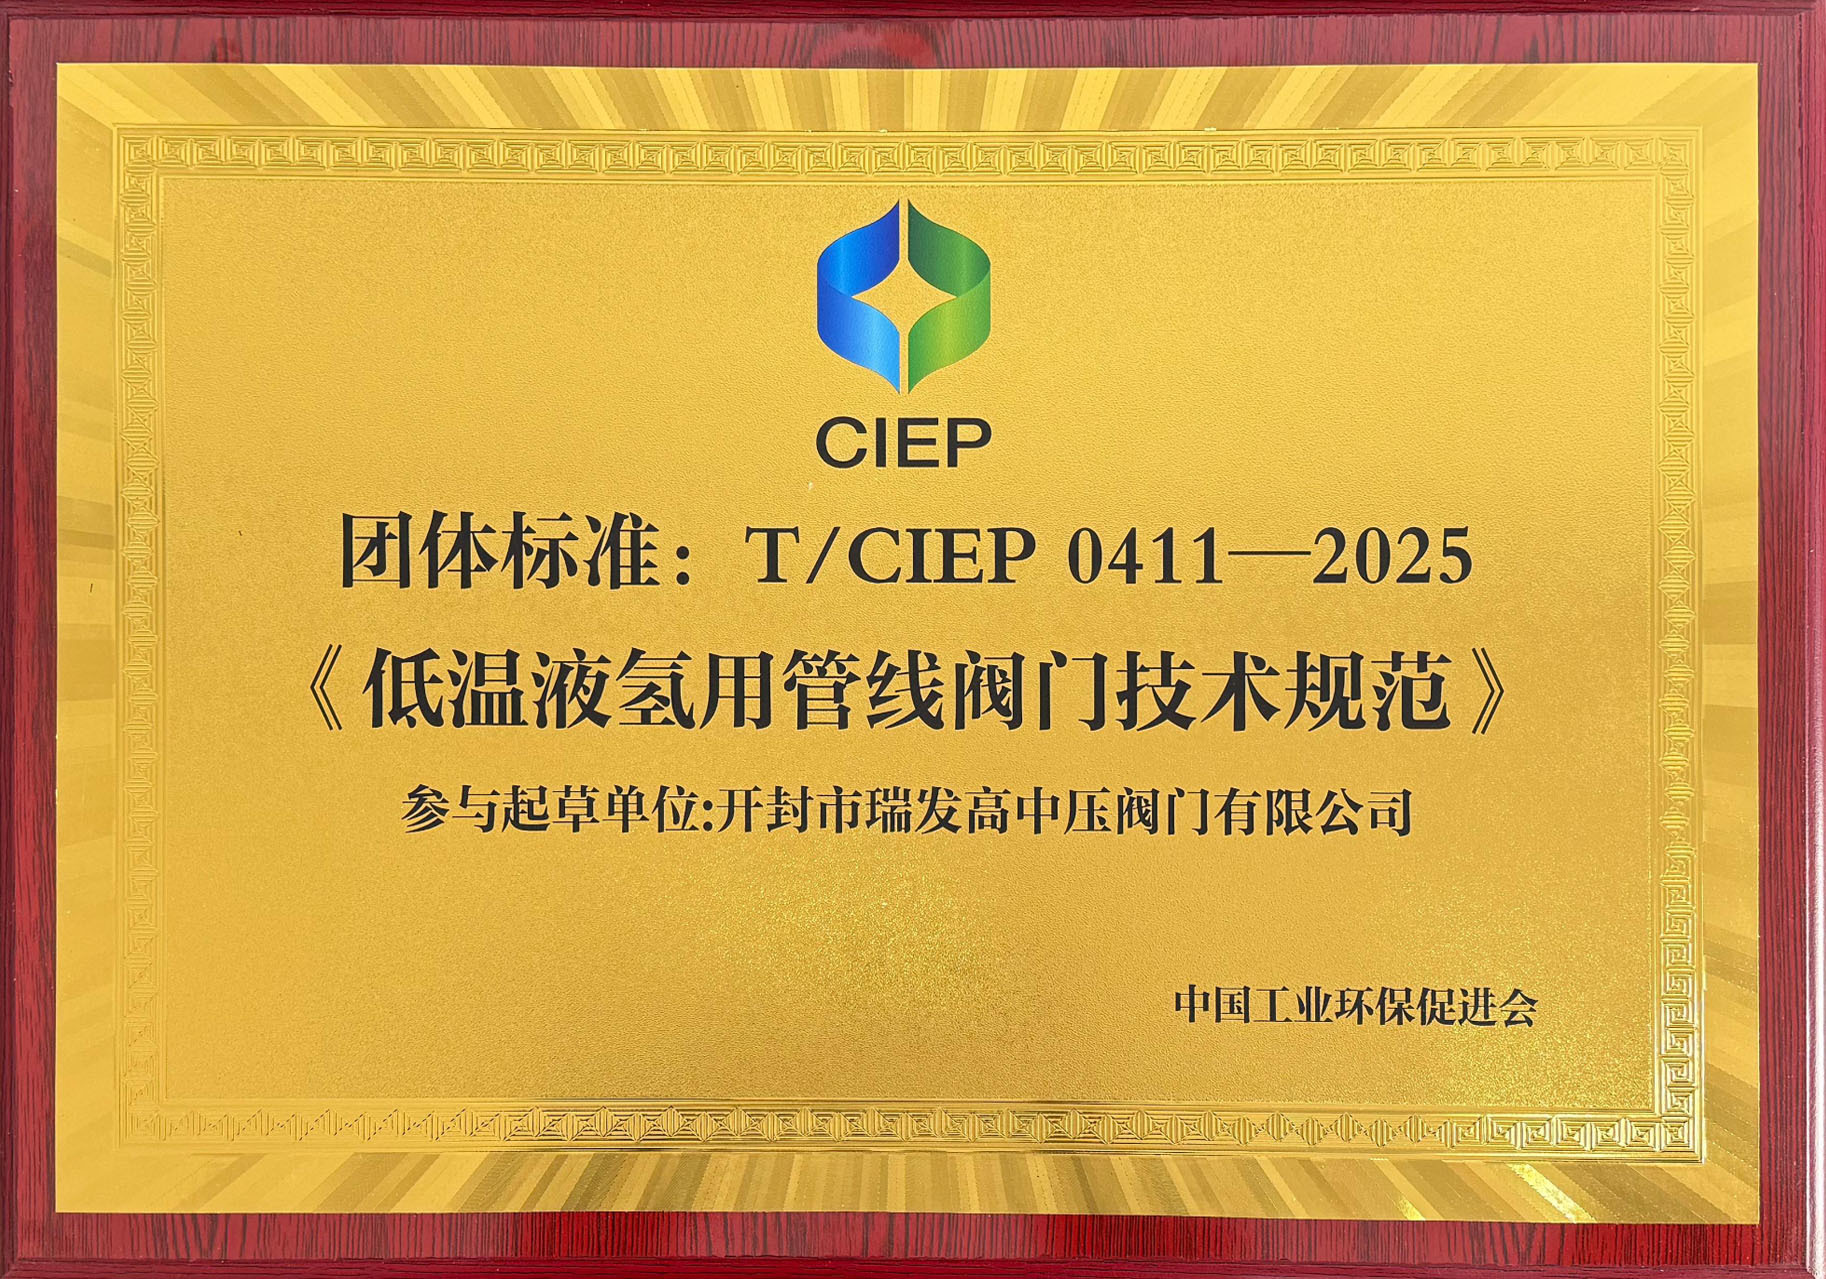 CIEP
团体标准：T/CIEP 0411—2025
《低温液氢用管线阀门技术规范》
参与起草单位:开封市瑞发高中压阀门有限公司
中国工业环保促进会